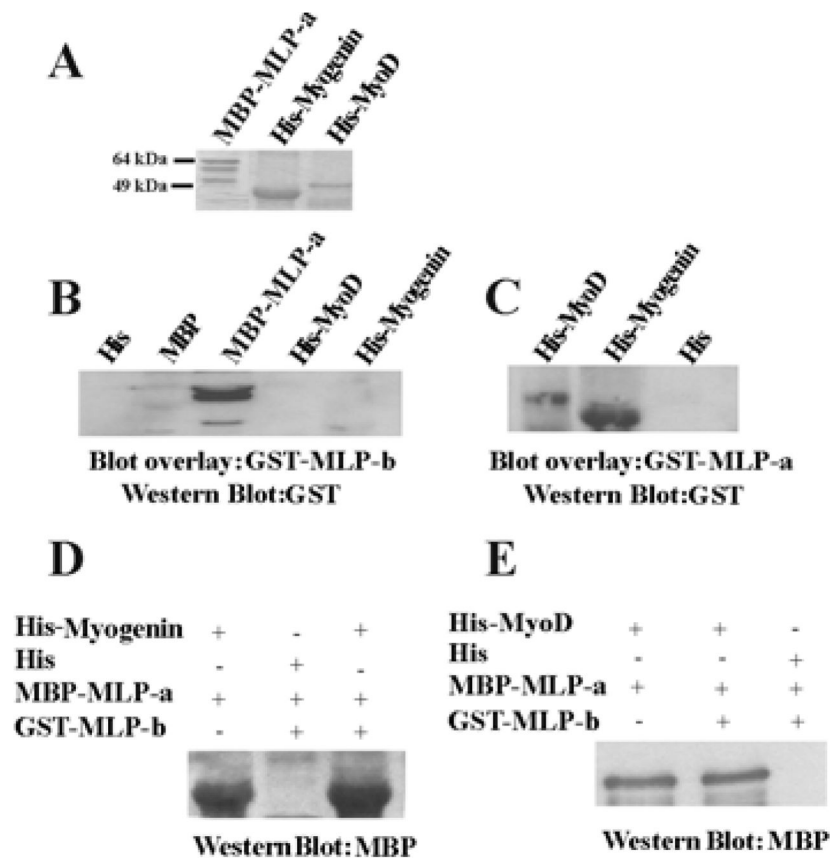 A
MBP-MLP-a
His-Myogenin
His-MyoD
64 kDa
49 kDa
B
His
MBP
MBP-MLP-a
His-MyoD
His-Myogenin
Blot overlay:GST-MLP-b
Western Blot:GST
C
His-MyoD
His-Myogenin
His
Blot overlay:GST-MLP-a
Western Blot:GST
D
His-Myogenin + - +
His - + -
MBP-MLP-a + + +
GST-MLP-b - + +
Western Blot: MBP
E
His-MyoD + + -
His - - +
MBP-MLP-a + + +
GST-MLP-b - + +
Western Blot: MBP